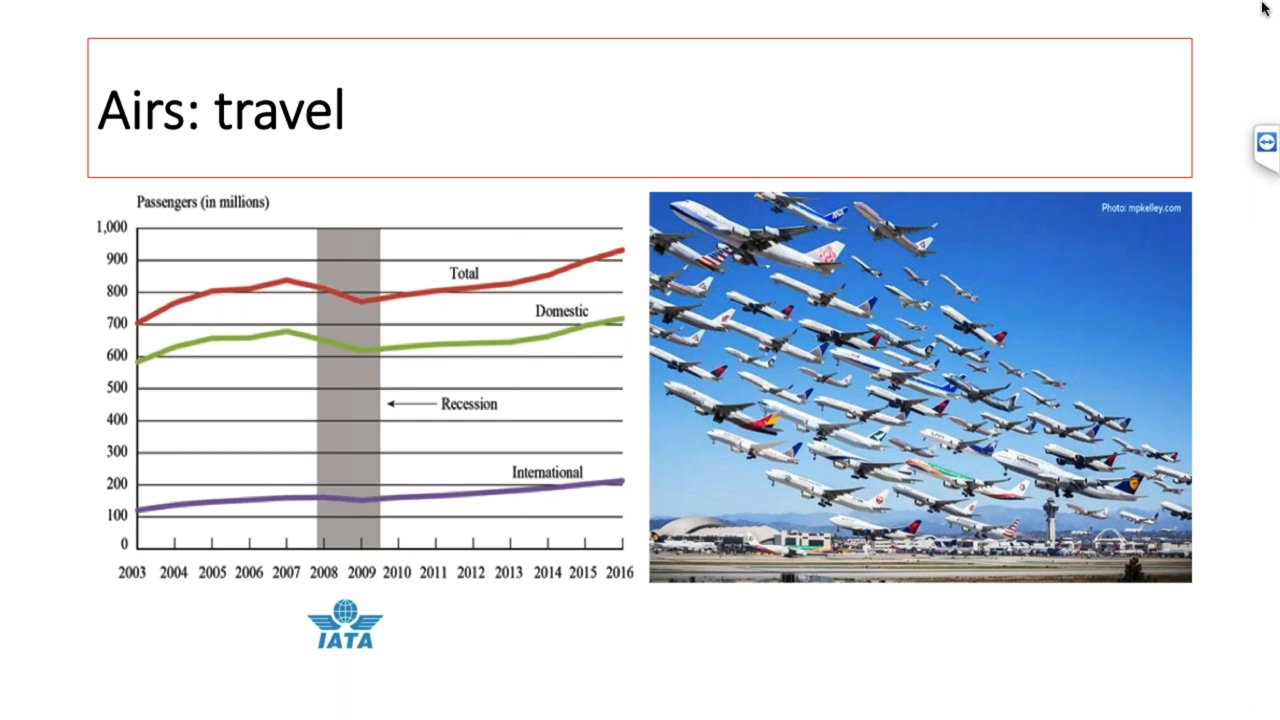 Airs: travel
Passengers (in millions)
1,000
900
800
700
600
500
400
300
200
100
0
Total
Domestic
Recession
International
2003 2004 2005 2006 2007 2008 2009 2010 2011 2012 2013 2014 2015 2016
IATA
Photo: mpkelley.com